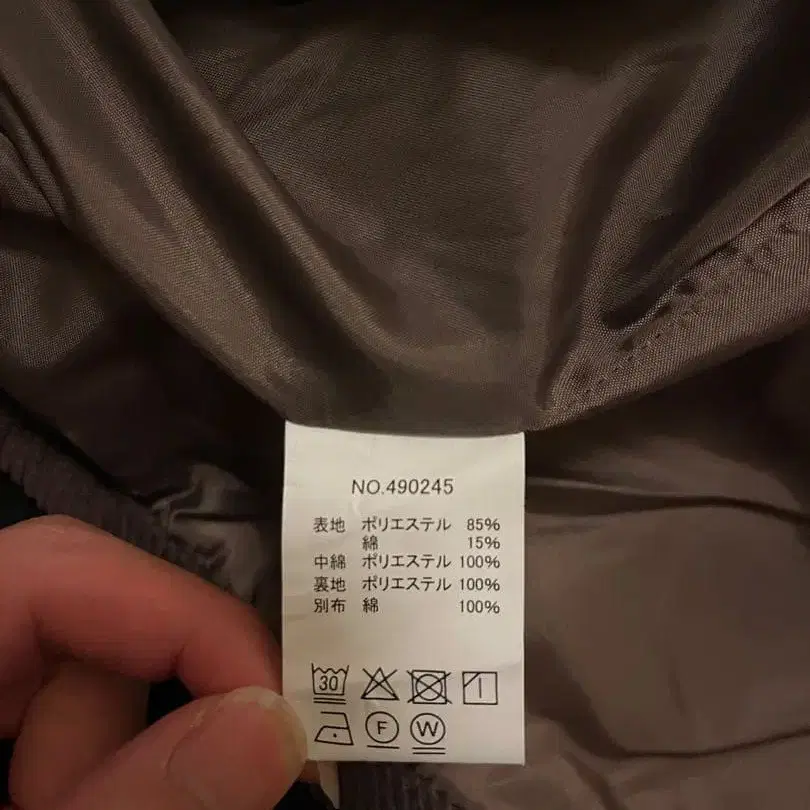 NO.490245
表地 ポリエステル 85%
綿 15%
中綿 ポリエステル 100%
裏地 ポリエステル 100%
別布 綿 100%
30
F W